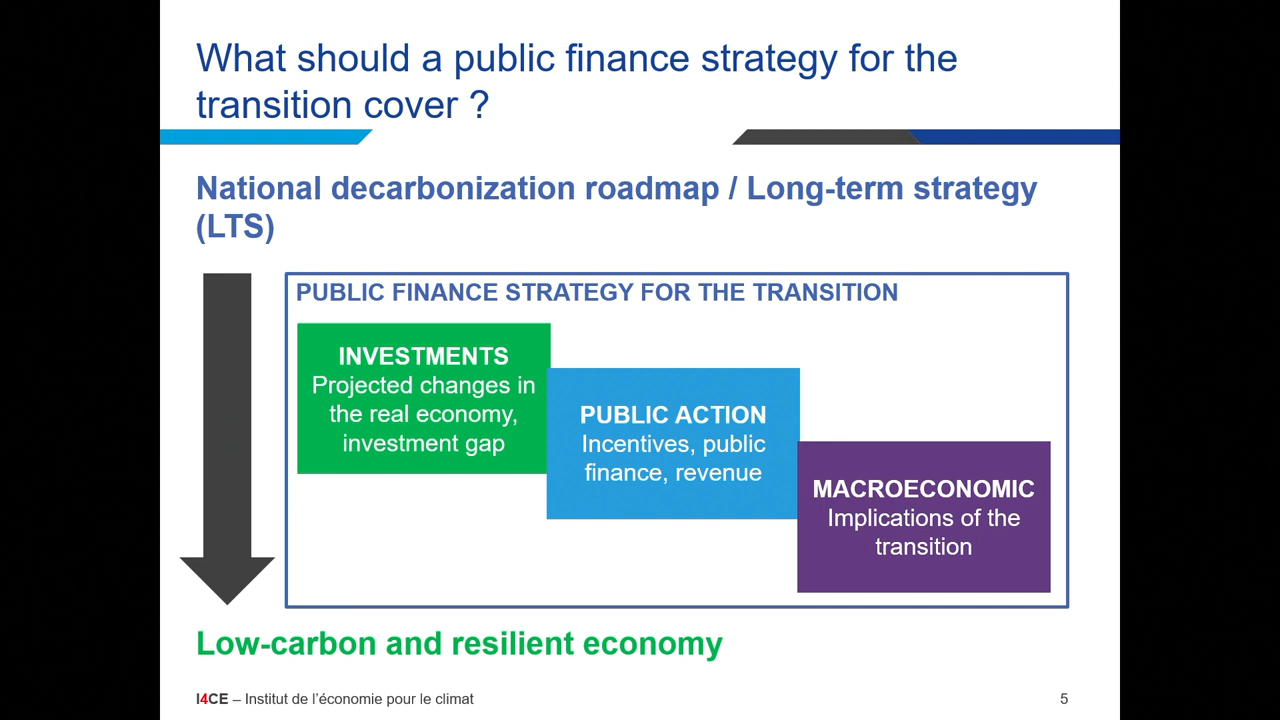 What should a public finance strategy for the
transition cover ?
National decarbonization roadmap / Long-term strategy
(LTS)
PUBLIC FINANCE STRATEGY FOR THE TRANSITION
INVESTMENTS
Projected changes in
the real economy,
investment gap
PUBLIC ACTION
Incentives, public
finance, revenue
MACROECONOMIC
Implications of the
transition
Low-carbon and resilient economy
I4CE – Institut de l’économie pour le climat
5